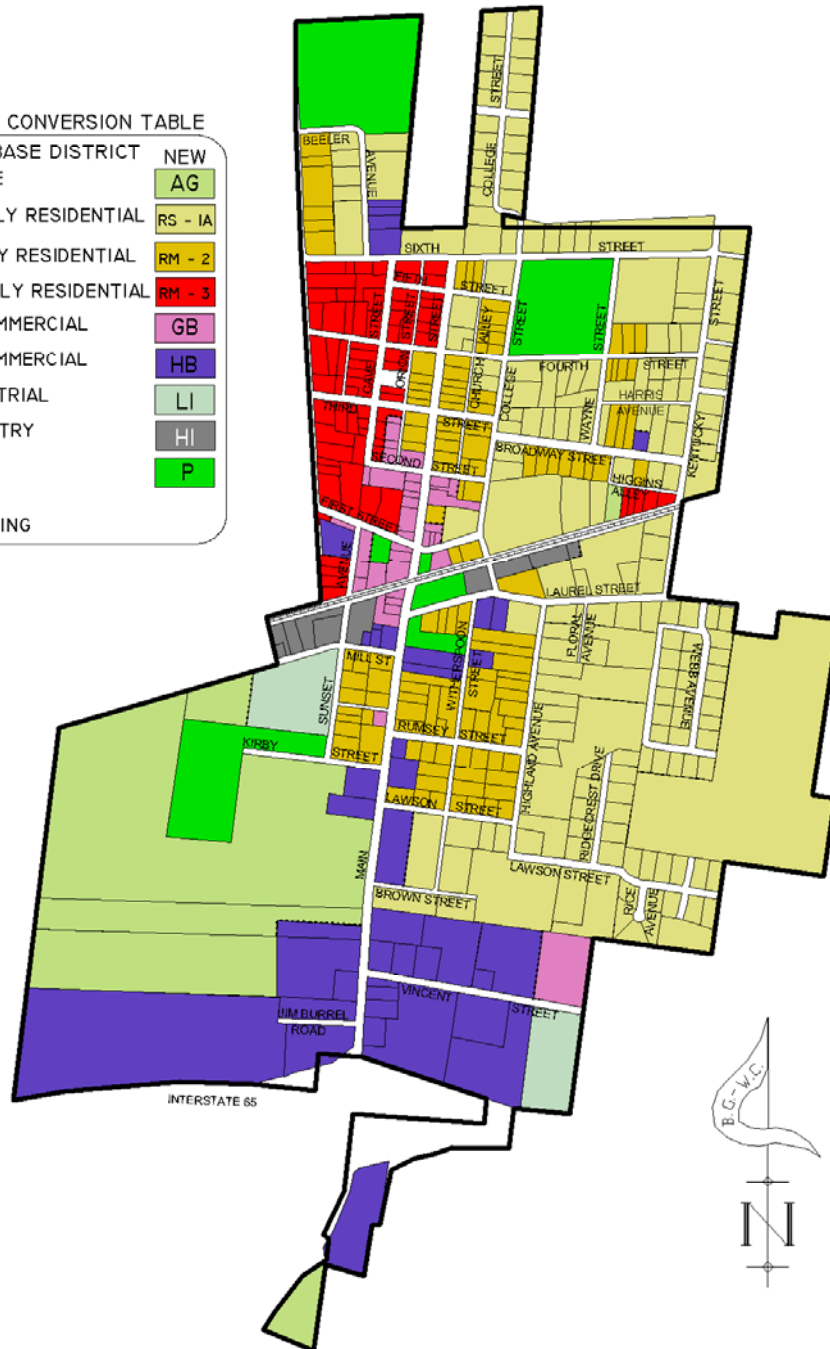 CONVERSION TABLE
BASE DISTRICT NEW
E AG
LY RESIDENTIAL RS - 1A
Y RESIDENTIAL RM - 2
LY RESIDENTIAL RM - 3
MMERCIAL GB
MMERCIAL HB
TRIAL LI
TRY HI
P
ING
STREET
COLLEGE
BEELER
AVENUE
SIXTH STREET
FIFTH STREET
STREET
STREET
STREET
STREET
ALLEY
STREET
STREET
FOURTH STREET
CAVE
CHURCH
COLLEGE
HARRIS
AVENUE
THIRD STREET
WAYNE
KENTUCKY
BROADWAY STREET
SECOND STREET
HIGGINS
ALLEY
FIRST STREET
AVENUE
LAUREL STREET
FLORAL
AVENUE
WITHERSPOON
STREET
MILL ST
WEBB AVENUE
SUNSET
RUMSEY STREET
KIRBY STREET
HIGHLAND AVENUE
RIDGECREST DRIVE
LAWSON STREET
MAIN
LAWSON STREET
BROWN STREET
RICE
AVENUE
VINCENT STREET
JIM BURREL
ROAD
INTERSTATE 65
B.G.-W.C.
N